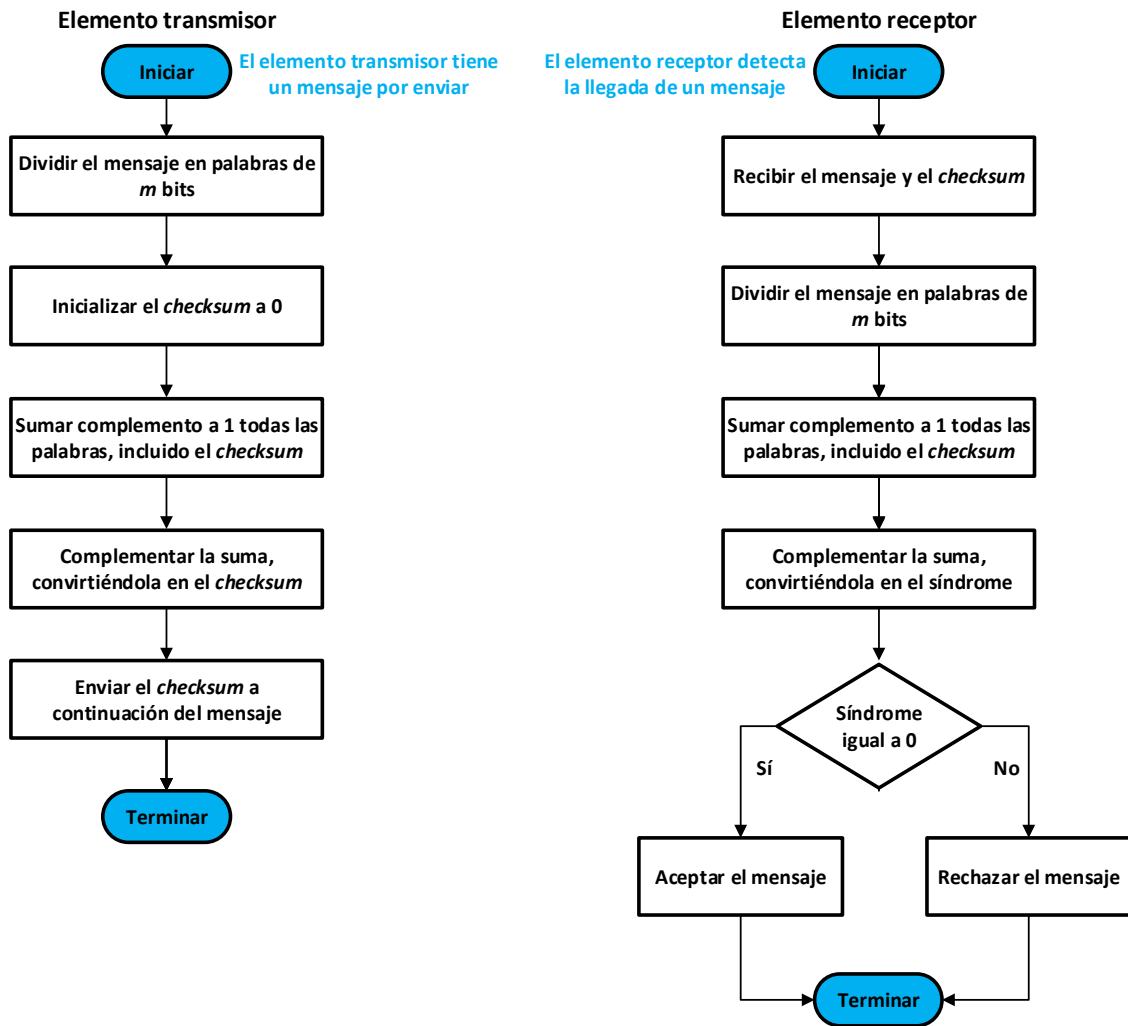 Elemento transmisor
Iniciar
El elemento transmisor tiene
un mensaje por enviar
Dividir el mensaje en palabras de
m bits
Inicializar el checksum a 0
Sumar complemento a 1 todas las
palabras, incluido el checksum
Complementar la suma,
convirtiéndola en el checksum
Enviar el checksum a
continuación del mensaje
Terminar
Elemento receptor
El elemento receptor detecta
la llegada de un mensaje
Iniciar
Recibir el mensaje y el checksum
Dividir el mensaje en palabras de
m bits
Sumar complemento a 1 todas las
palabras, incluido el checksum
Complementar la suma,
convirtiéndola en el síndrome
Síndrome
igual a 0
Sí
No
Aceptar el mensaje
Rechazar el mensaje
Terminar